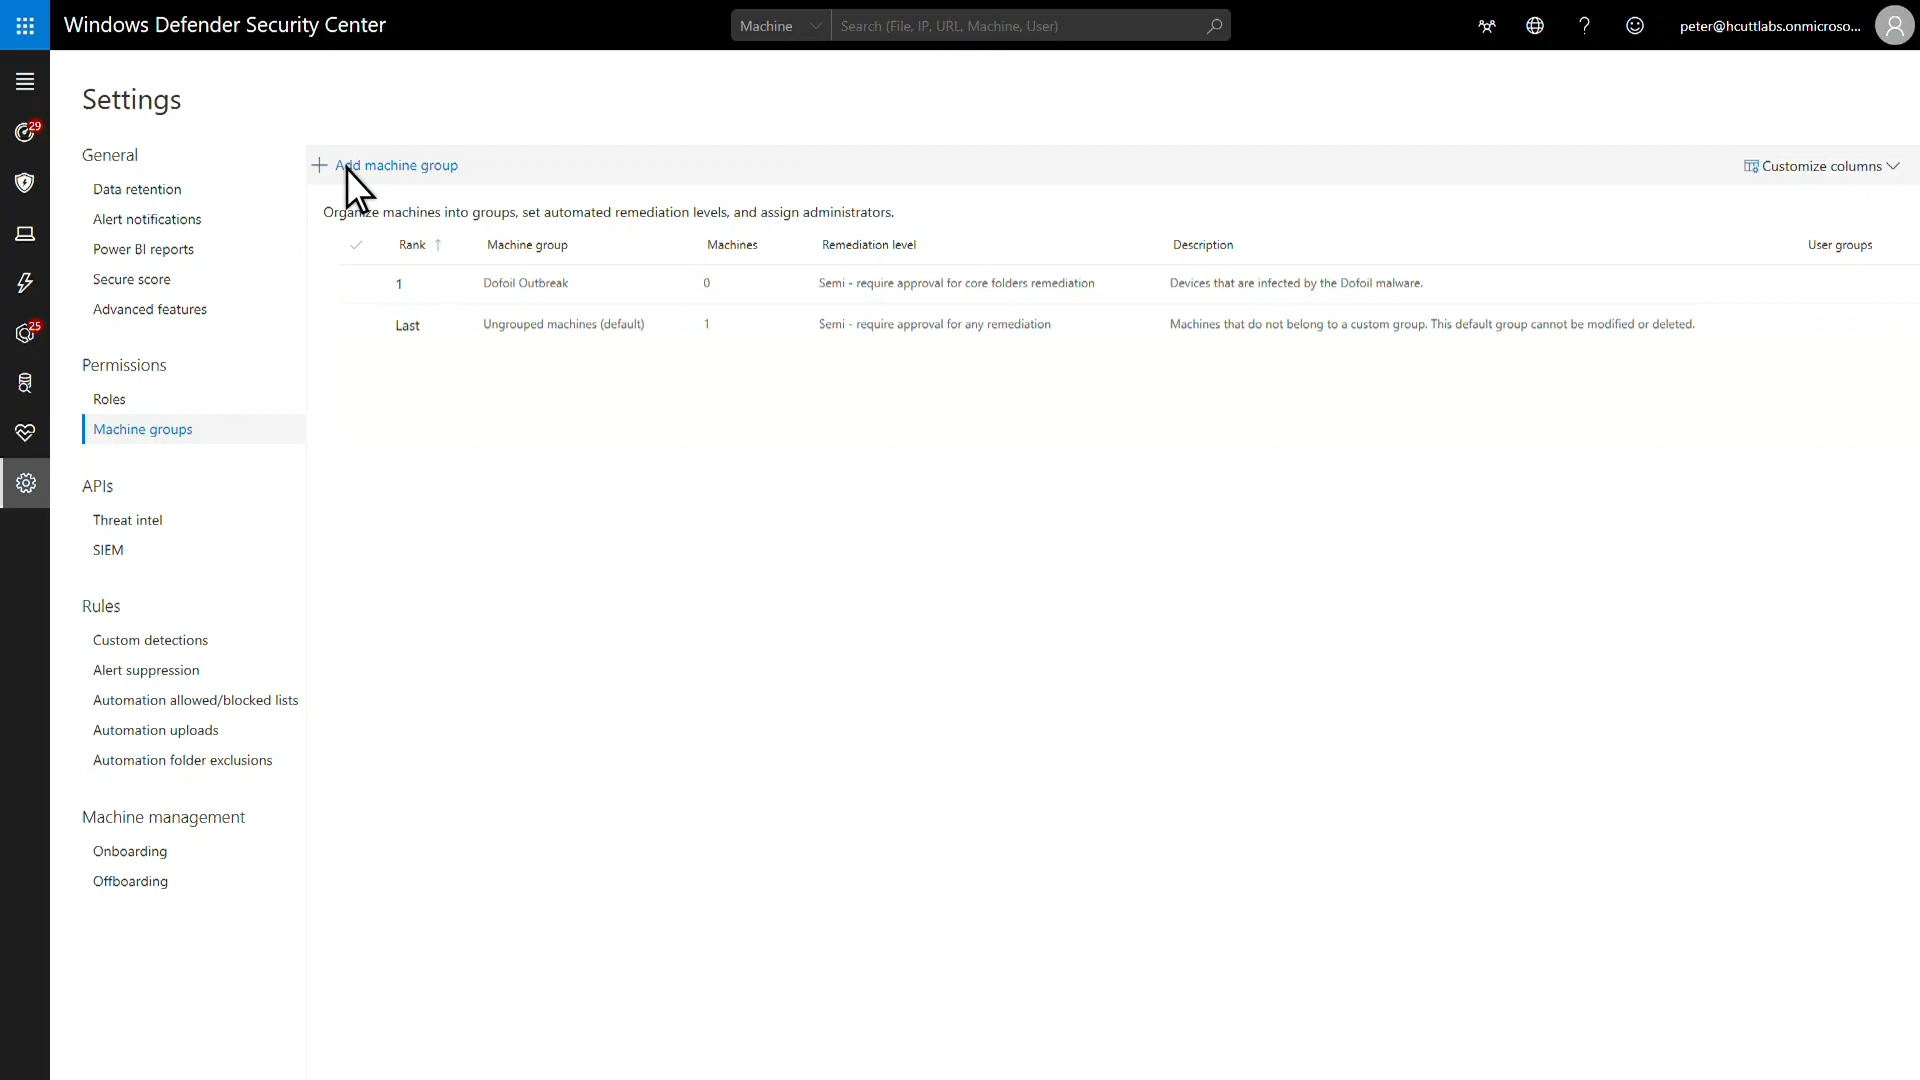 Windows Defender Security Center
Machine
Search (File, IP, URL, Machine, User)
peter@hcuttlabs.onmicroso...
29
25
Settings
General
Data retention
Alert notifications
Power BI reports
Secure score
Advanced features
Permissions
Roles
Machine groups
APIs
Threat intel
SIEM
Rules
Custom detections
Alert suppression
Automation allowed/blocked lists
Automation uploads
Automation folder exclusions
Machine management
Onboarding
Offboarding
Add machine group
Customize columns
Organize machines into groups, set automated remediation levels, and assign administrators.
Rank Machine group Machines Remediation level Description User groups
1 Dofoil Outbreak 0 Semi - require approval for core folders remediation Devices that are infected by the Dofoil malware.
Last Ungrouped machines (default) 1 Semi - require approval for any remediation Machines that do not belong to a custom group. This default group cannot be modified or deleted.